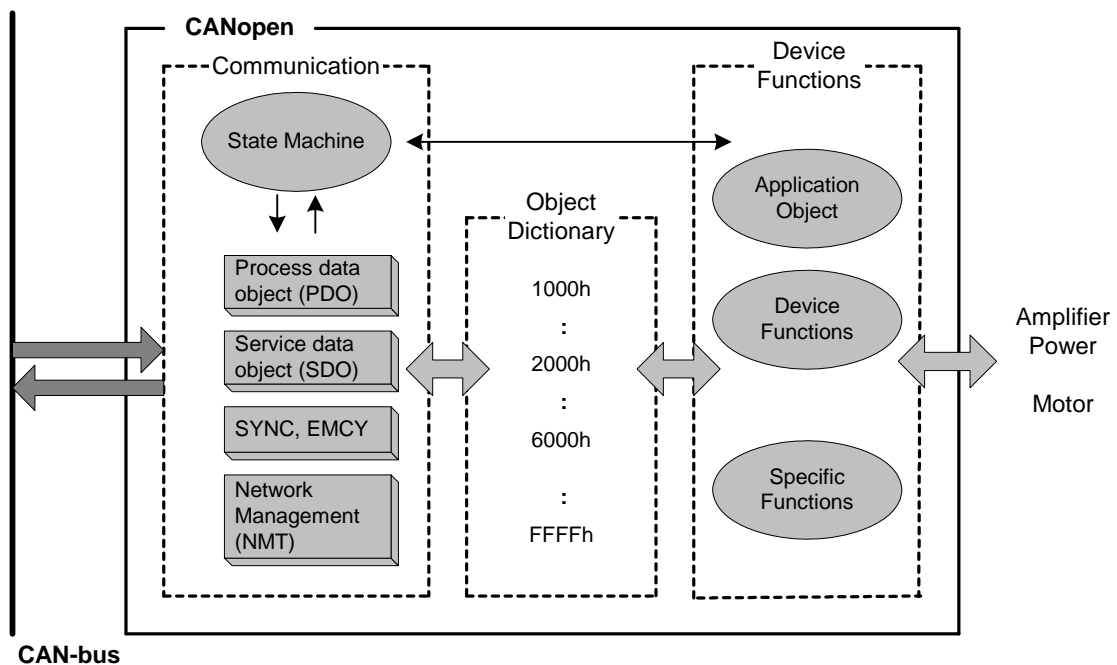 CANopen
Communication
State Machine
Process data
object (PDO)
Service data
object (SDO)
SYNC, EMCY
Network
Management
(NMT)
Object
Dictionary
1000h
:
2000h
:
6000h
:
FFFFh
Device
Functions
Application
Object
Device
Functions
Specific
Functions
Amplifier
Power
Motor
CAN-bus